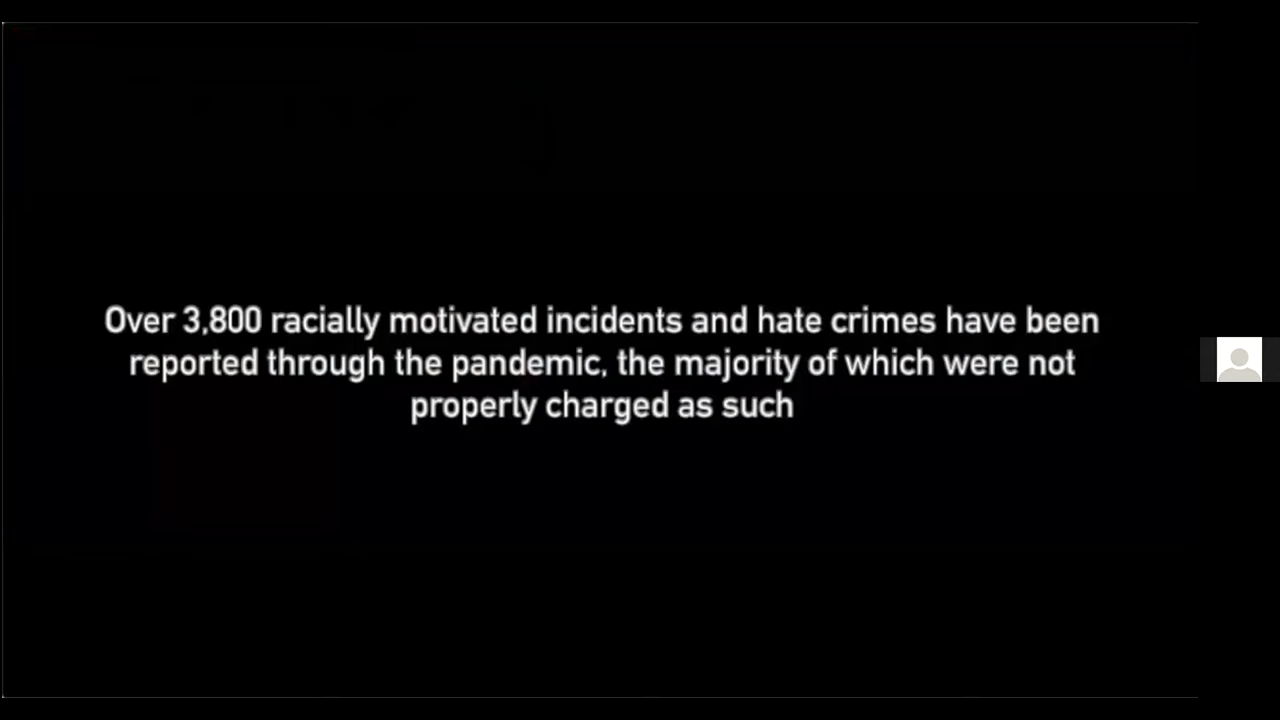 Over 3,800 racially motivated incidents and hate crimes have been
reported through the pandemic, the majority of which were not
properly charged as such